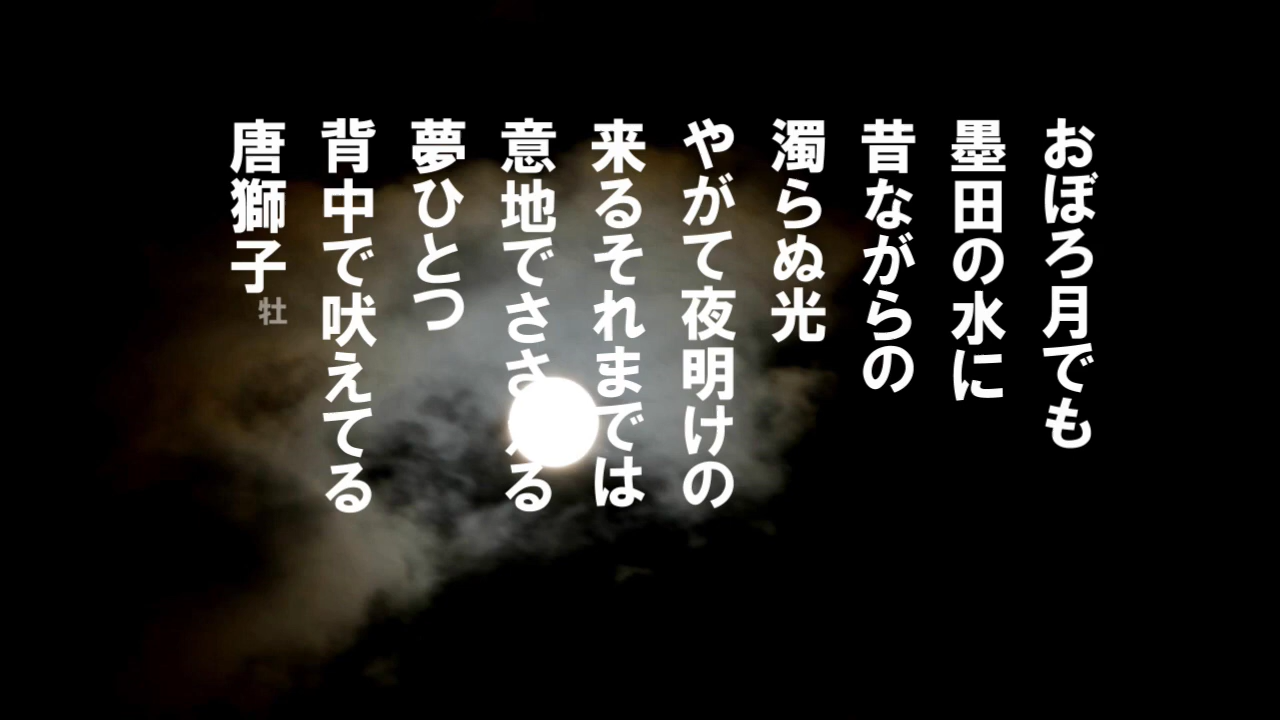 おぼろ月でも
墨田の水に
昔ながらの
濁らぬ光
やがて夜明けの
来るそれまでは
意地でささえる
夢ひとつ
背中で吠えてる
唐獅子牡